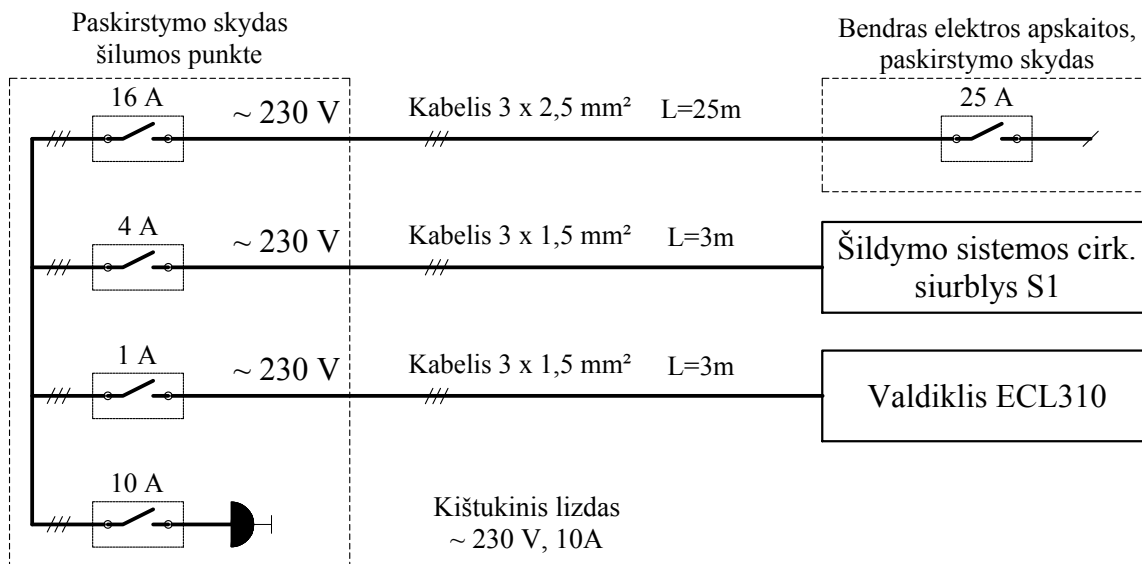 Paskirstymo skydas
šilumos punkte
Bendras elektros apskaitos,
paskirstymo skydas
16 A
~ 230 V
Kabelis 3 x 2,5 mm²
L=25m
25 A
4 A
~ 230 V
Kabelis 3 x 1,5 mm²
L=3m
Šildymo sistemos cirk.
siurblys S1
1 A
~ 230 V
Kabelis 3 x 1,5 mm²
L=3m
Valdiklis ECL310
10 A
Kištukinis lizdas
~ 230 V, 10A